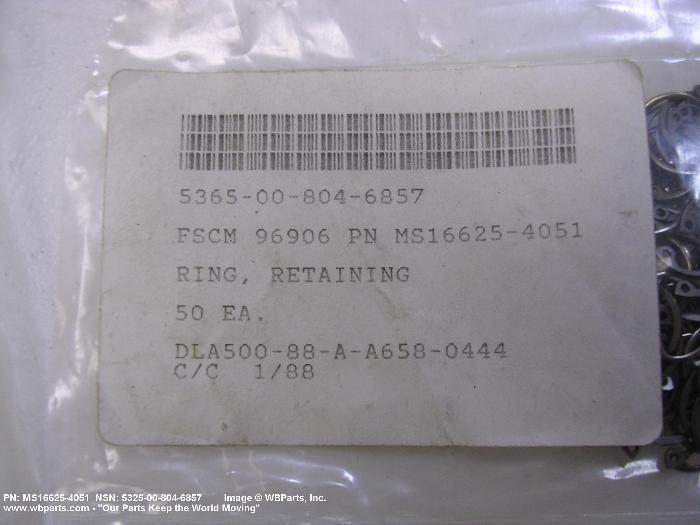 5365-00-804-6857
FSCM 96906 PN MS16625-4051
RING, RETAINING
50 EA.
DLA500-88-A-A658-0444
C/C 1/88
PN: MS16625-4051 NSN: 5325-00-804-6857 Image © WBParts, Inc.
www.wbparts.com - "Our Parts Keep the World Moving"